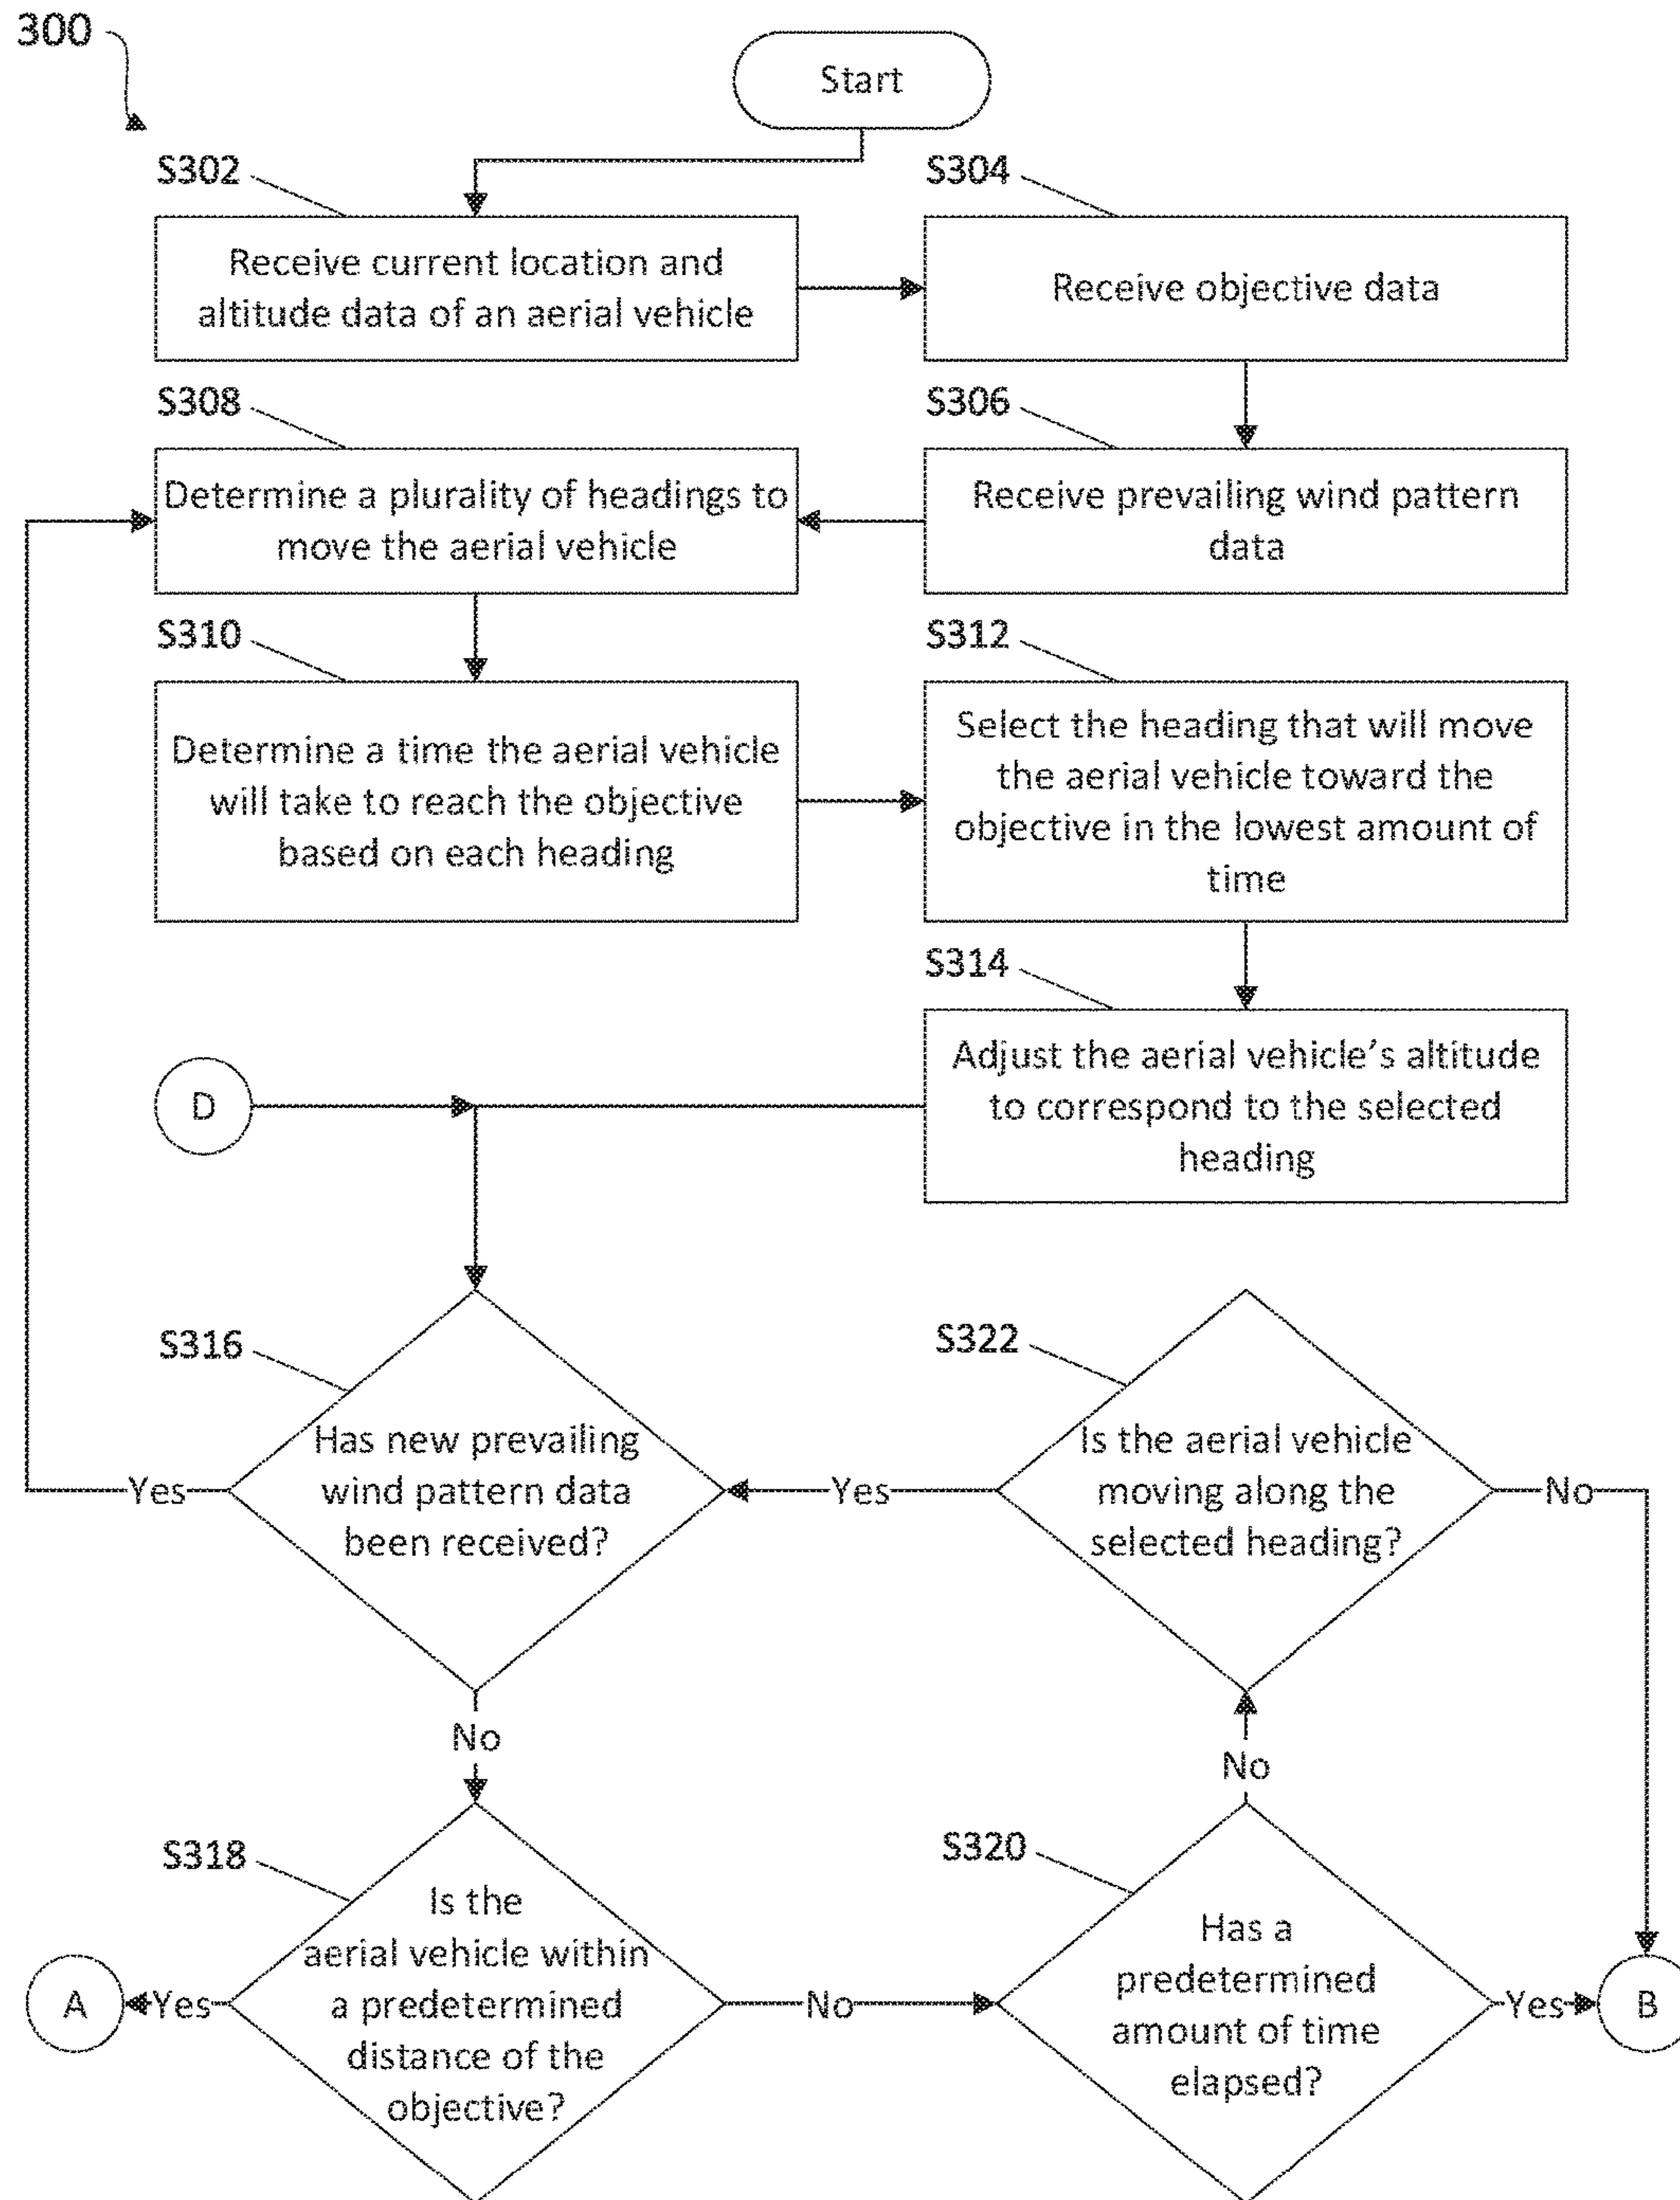 300
Start
S302
Receive current location and
altitude data of an aerial vehicle
S304
Receive objective data
S308
Determine a plurality of headings to
move the aerial vehicle
S306
Receive prevailing wind pattern
data
S310
Determine a time the aerial vehicle
will take to reach the objective
based on each heading
S312
Select the heading that will move
the aerial vehicle toward the
objective in the lowest amount of
time
S314
Adjust the aerial vehicle's altitude
to correspond to the selected
heading
D
S316
Has new prevailing
wind pattern data
been received?
Yes
No
S322
Is the aerial vehicle
moving along the
selected heading?
Yes
No
S318
Is the
aerial vehicle within
a predetermined
distance of the
objective?
Yes
A
No
S320
Has a
predetermined
amount of time
elapsed?
No
Yes
B